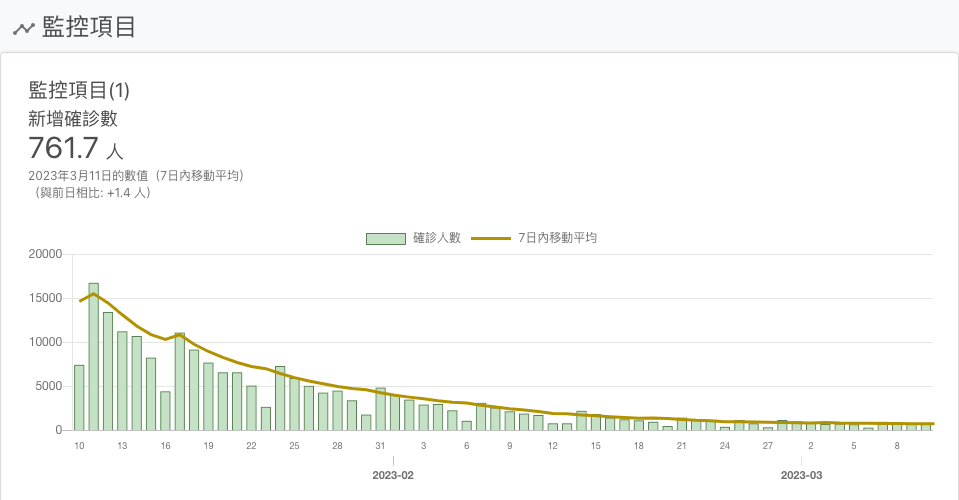 監控項目
監控項目(1)
新增確診數
761.7 人
2023年3月11日的數值（7日內移動平均）
（與前日相比: +1.4 人）
確診人數 7日內移動平均
20000
15000
10000
5000
0
10 13 16 19 22 25 28 31 3 6 9 12 15 18 21 24 27 2 5 8
2023-02 2023-03